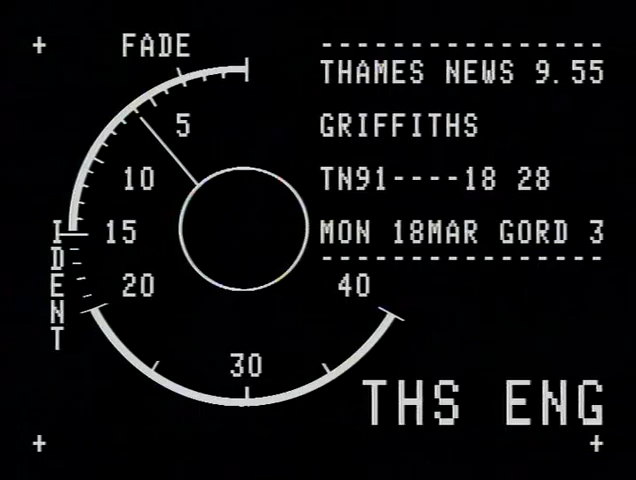 FADE
THAMES NEWS 9.55
5
GRIFFITHS
10
TN91----18 28
15
MON 18MAR GORD 3
IDENT
20
40
30
THS ENG